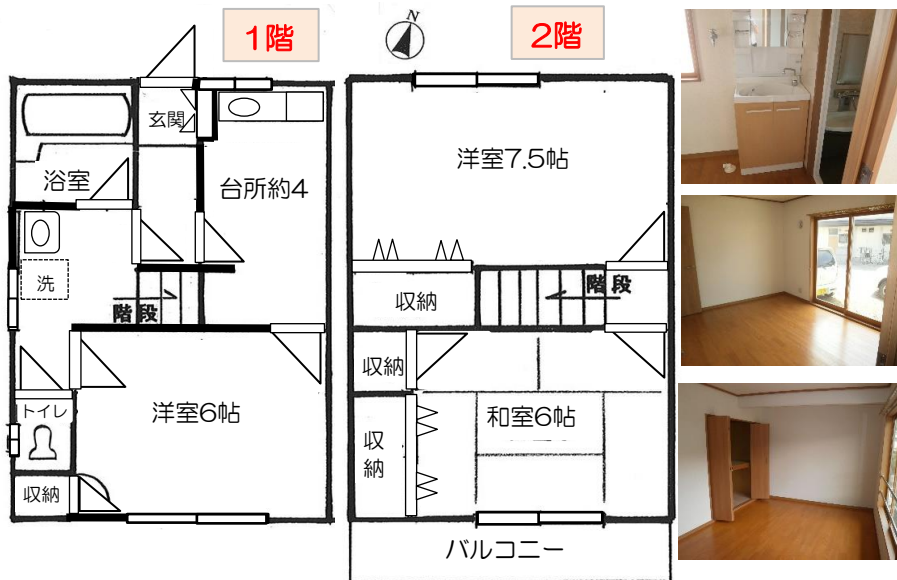 1階
N
2階
玄関
浴室
台所約4
洗
階段
洋室6帖
トイレ
収納
洋室7.5帖
収納
階段
収納
和室6帖
収納
バルコニー